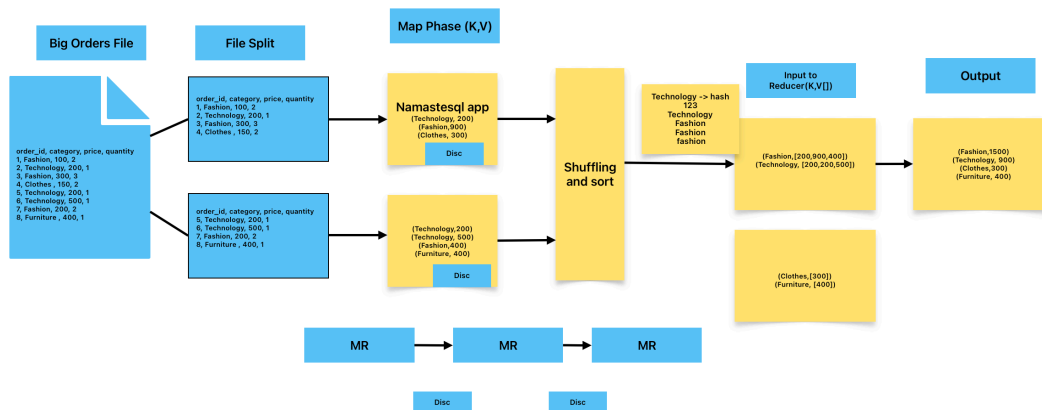 Big Orders File
order_id, category, price, quantity
1, Fashion, 100, 2
2, Technology, 200, 1
3, Fashion, 300, 3
4, Clothes , 150, 2
5, Technology, 200, 1
6, Technology, 500, 1
7, Fashion, 200, 2
8, Furniture , 400, 1
File Split
order_id, category, price, quantity
1, Fashion, 100, 2
2, Technology, 200, 1
3, Fashion, 300, 3
4, Clothes , 150, 2
order_id, category, price, quantity
5, Technology, 200, 1
6, Technology, 500, 1
7, Fashion, 200, 2
8, Furniture , 400, 1
Map Phase (K,V)
Namastesql app
(Technology, 200)
(Fashion,900)
(Clothes, 300)
Disc
(Technology,200)
(Technology, 500)
(Fashion,400)
(Furniture, 400)
Disc
Shuffling
and sort
Technology -> hash
123
Technology
Fashion
Fashion
fashion
Input to
Reducer(K,V[])
(Fashion,[200,900,400])
(Technology, [200,200,500])
(Clothes,[300])
(Furniture, [400])
Output
(Fashion,1500)
(Technology, 900)
(Clothes,300)
(Furniture, 400)
MR
MR
MR
Disc
Disc